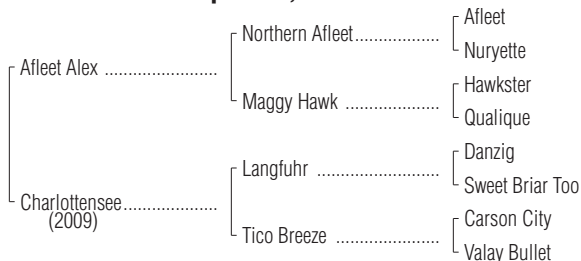 Afleet
Northern Afleet..................
Nuryette
Afleet Alex ........................
Hawkster
Maggy Hawk ....................
Qualique
Danzig
Langfuhr ..........................
Sweet Briar Too
Charlottensee....................
(2009)
Carson City
Tico Breeze ......................
Valay Bullet